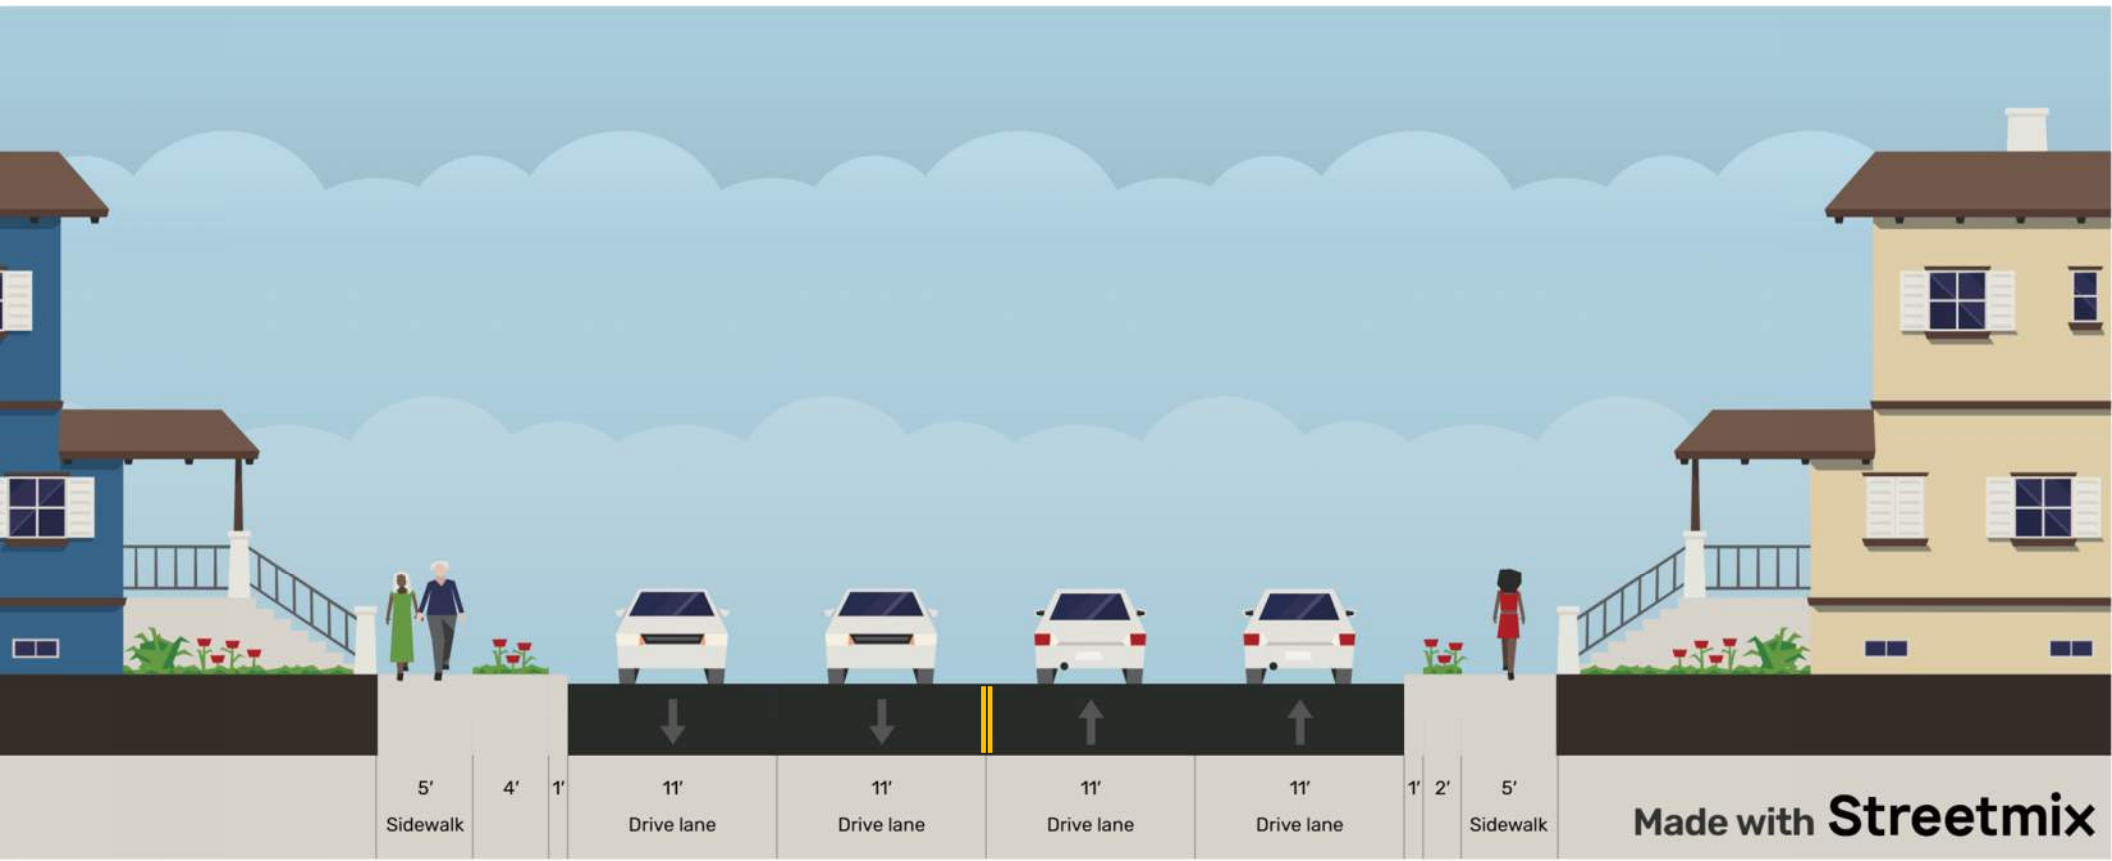 5′ 4′ 1′ 11′ 11′ 11′ 11′ 1′ 2′ 5′
Sidewalk Drive lane Drive lane Drive lane Drive lane Sidewalk
Made with Streetmix